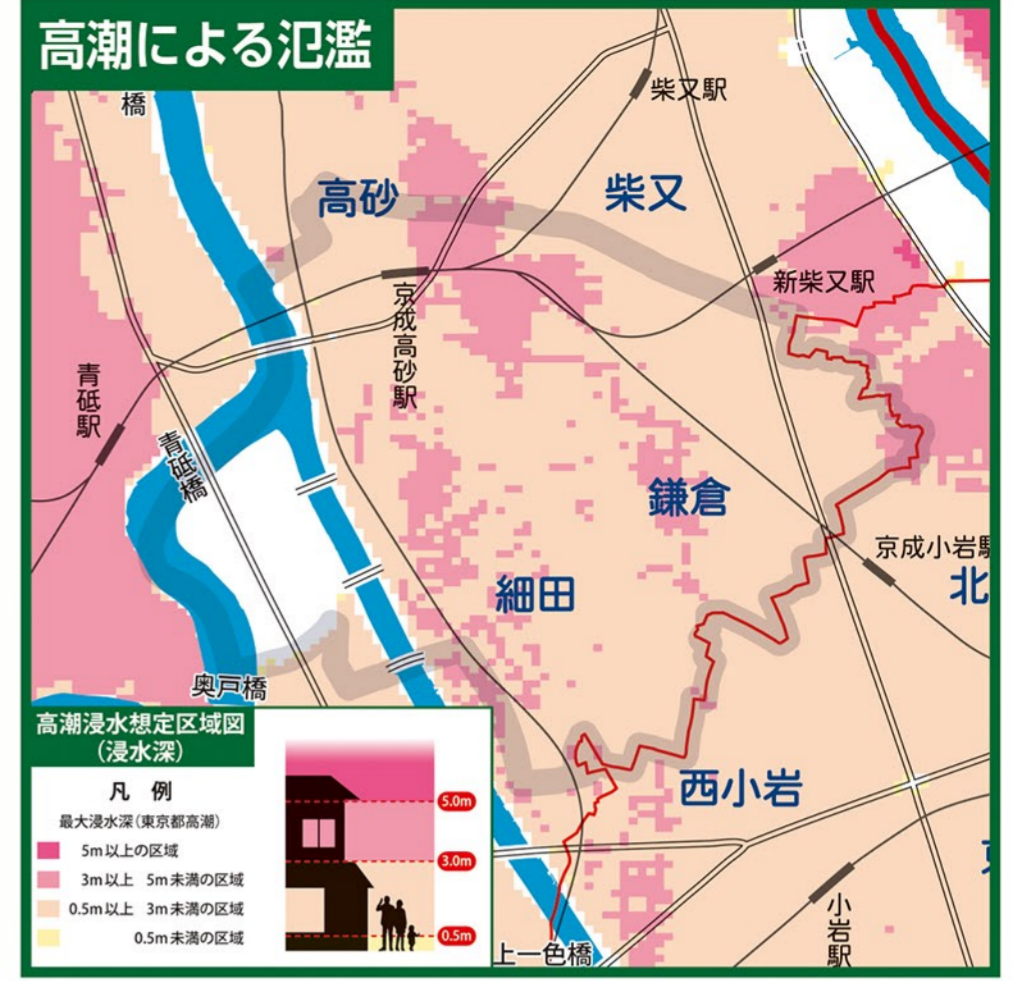 高潮による氾濫
橋
柴又駅
高砂
柴又
新柴又駅
京成高砂駅
青砥駅
青砥橋
鎌倉
京成小岩駅
北
細田
奥戸橋
西小岩
小岩駅
上一色橋
高潮浸水想定区域図
(浸水深)
凡 例
最大浸水深(東京都高潮)
5m以上の区域
3m以上 5m未満の区域
0.5m以上 3m未満の区域
0.5m未満の区域
5.0m
3.0m
0.5m